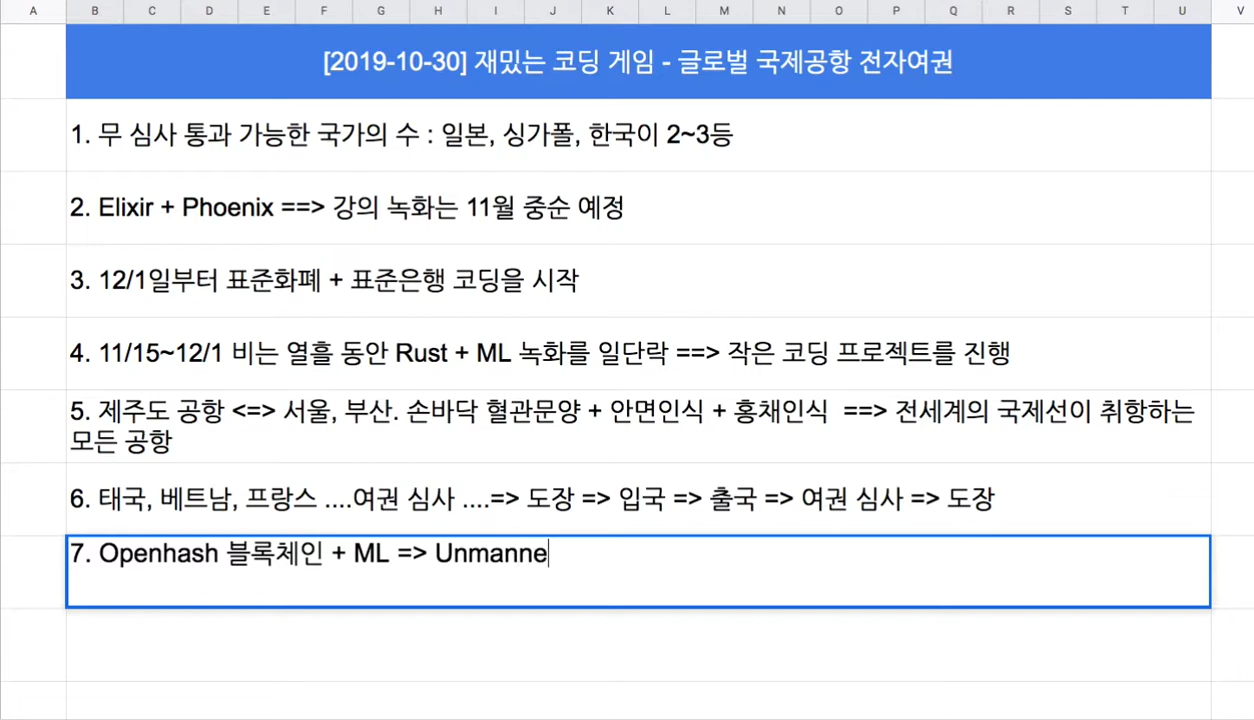 A B C D E F G H I J K L M N O P Q R S T U V
[2019-10-30] 재밌는 코딩 게임 - 글로벌 국제공항 전자여권
1. 무 심사 통과 가능한 국가의 수 : 일본, 싱가폴, 한국이 2~3등
2. Elixir + Phoenix ==> 강의 녹화는 11월 중순 예정
3. 12/1일부터 표준화폐 + 표준은행 코딩을 시작
4. 11/15~12/1 비는 열흘 동안 Rust + ML 녹화를 일단락 ==> 작은 코딩 프로젝트를 진행
5. 제주도 공항 <=> 서울, 부산. 손바닥 혈관문양 + 안면인식 + 홍채인식  ==> 전세계의 국제선이 취항하는
모든 공항
6. 태국, 베트남, 프랑스 ....여권 심사 ....=> 도장 => 입국 => 출국 => 여권 심사 => 도장
7. Openhash 블록체인 + ML => Unmanne